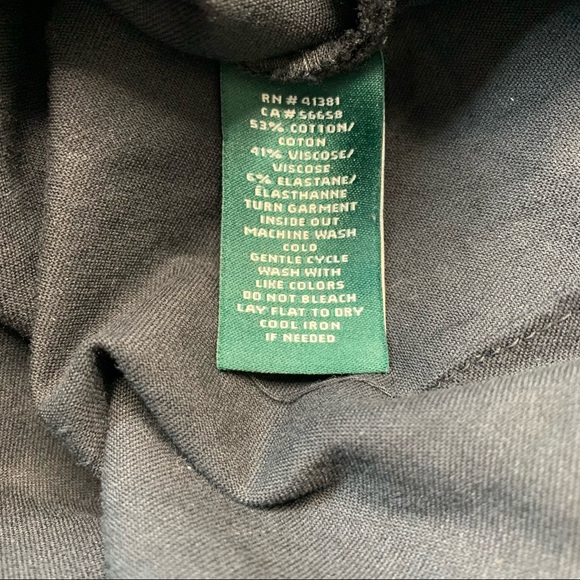 RN # 41381
CA # 56658
53% COTTON/
COTON
41% VISCOSE/
VISCOSE
6% ELASTANE/
ÉLASTHANNE
TURN GARMENT
INSIDE OUT
MACHINE WASH
COLD
GENTLE CYCLE
WASH WITH
LIKE COLORS
DO NOT BLEACH
LAY FLAT TO DRY
COOL IRON
IF NEEDED